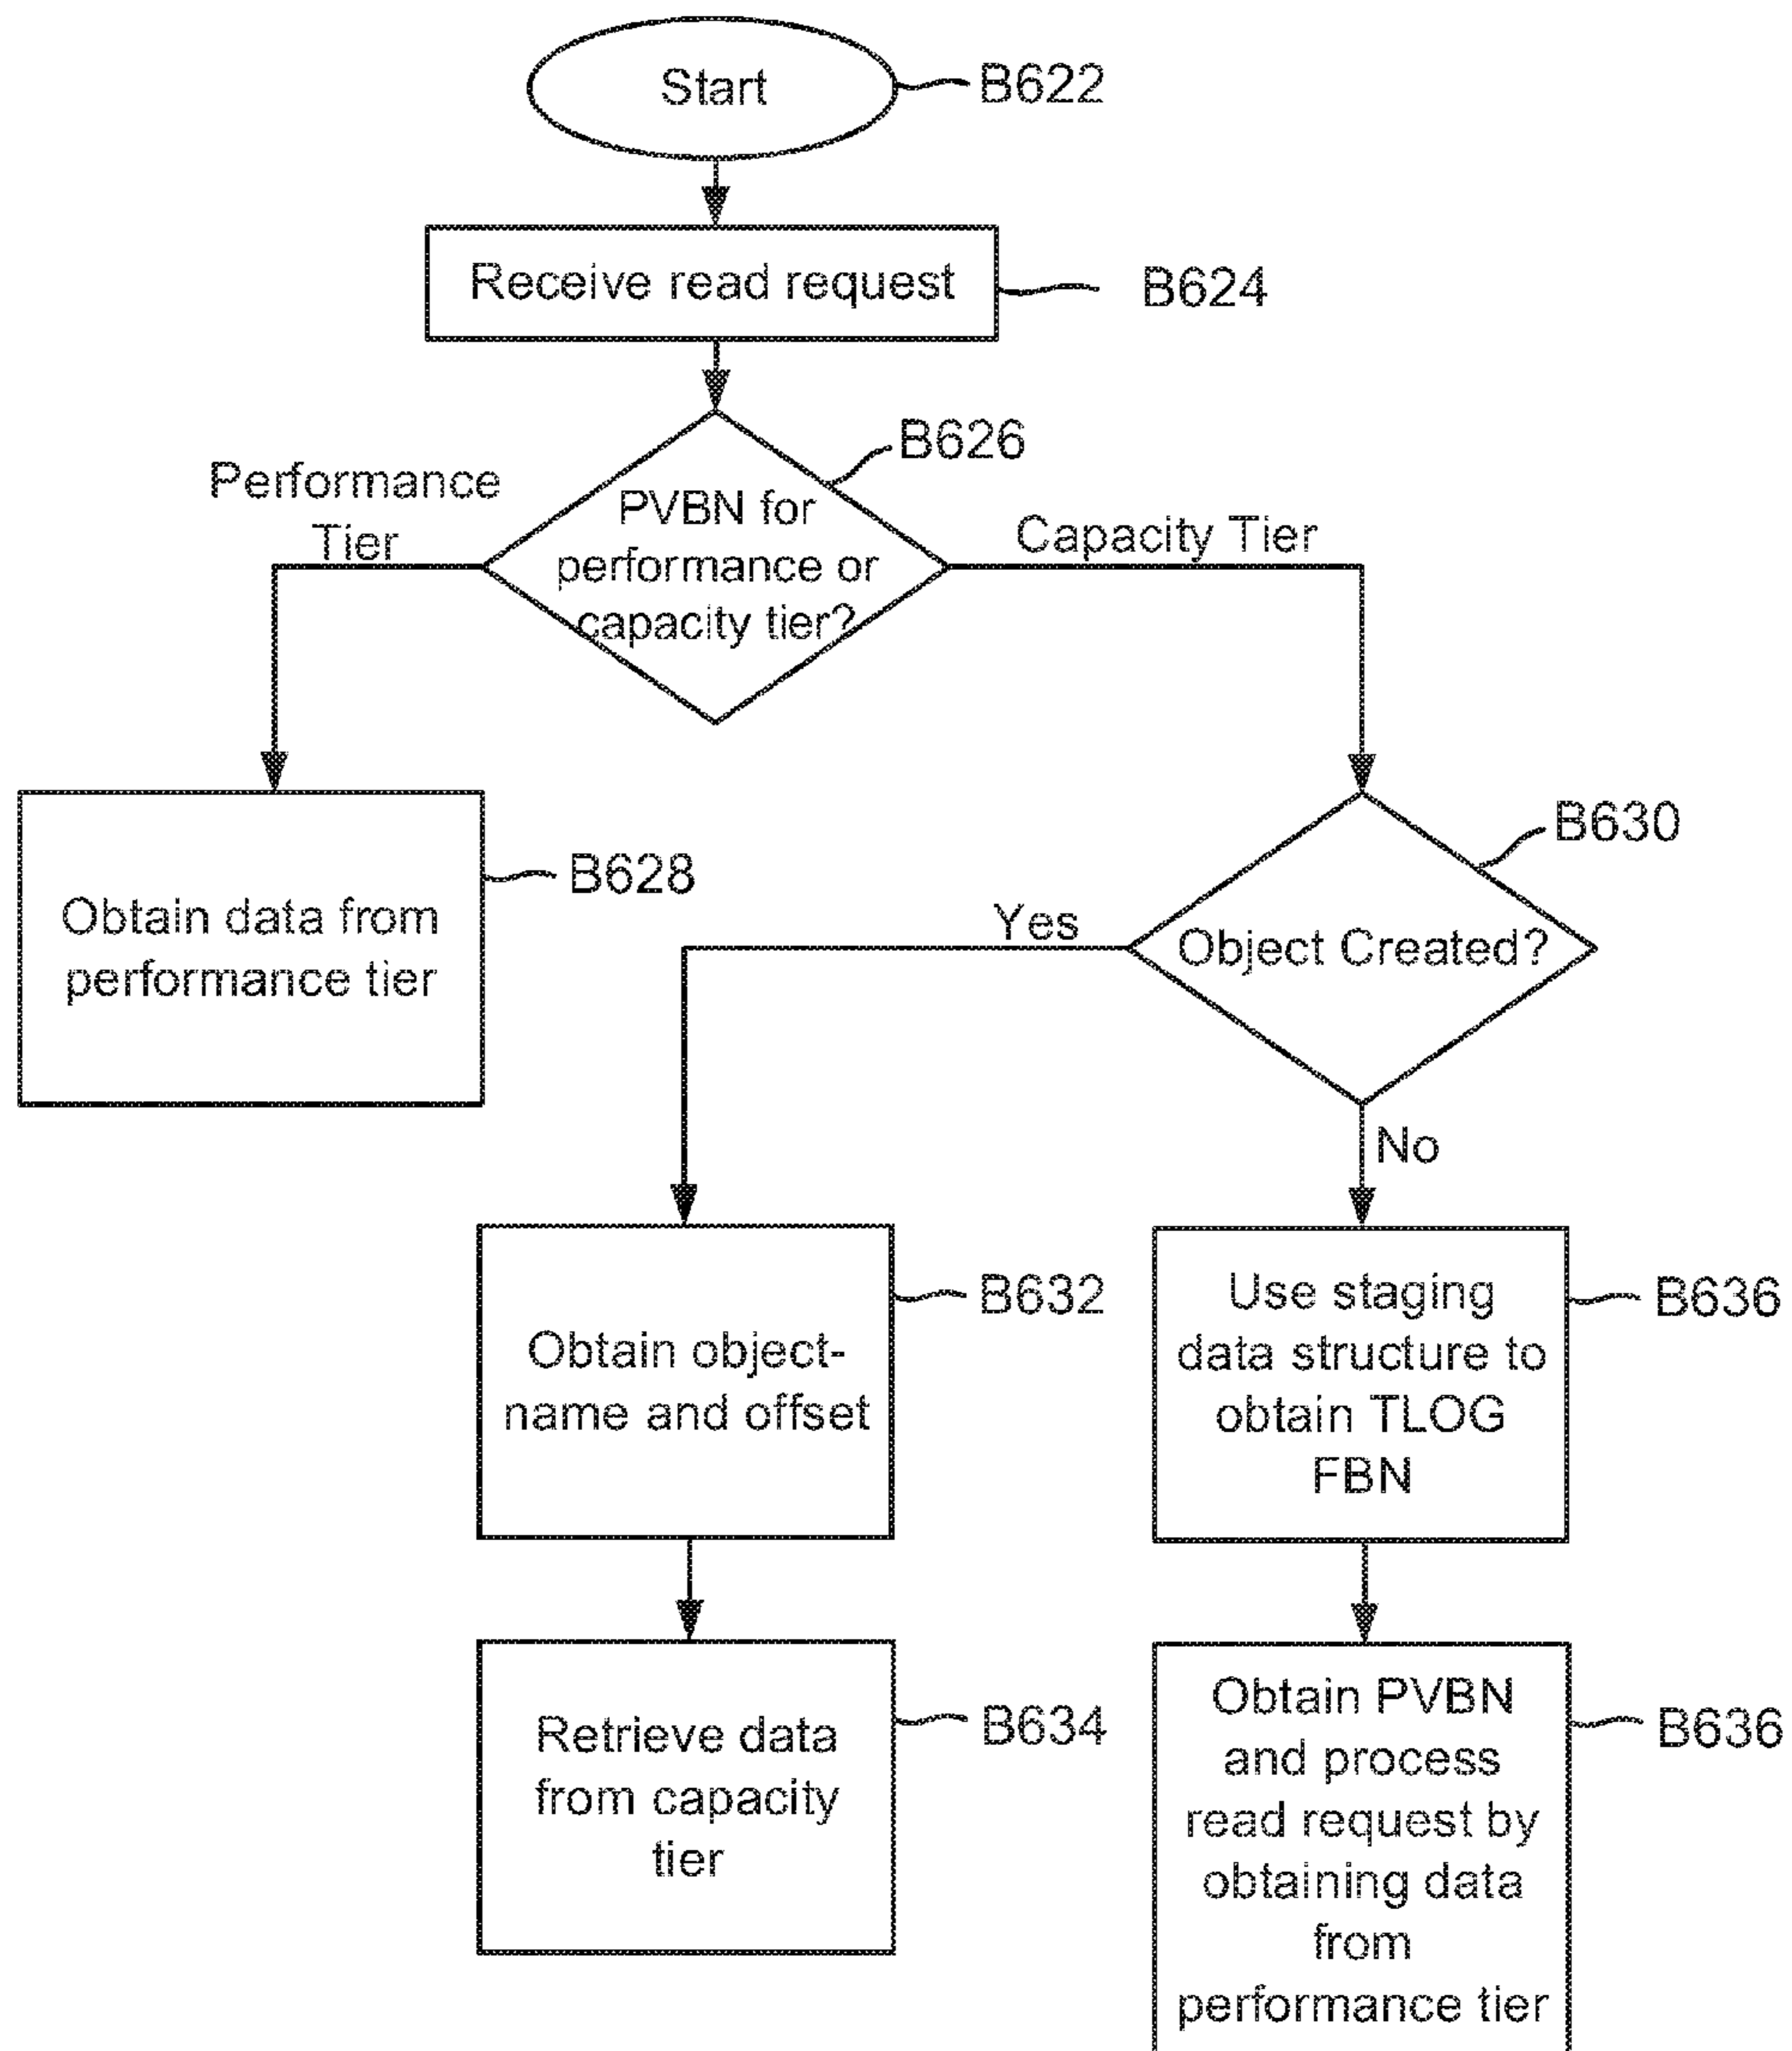 Start
B622
Receive read request
B624
B626
Performance
Tier
PVBN for
performance or
capacity tier?
Capacity Tier
B628
Obtain data from
performance tier
B630
Yes
Object Created?
No
B632
Obtain object-
name and offset
B636
Use staging
data structure to
obtain TLOG
FBN
B634
Retrieve data
from capacity
tier
B636
Obtain PVBN
and process
read request by
obtaining data
from
performance tier